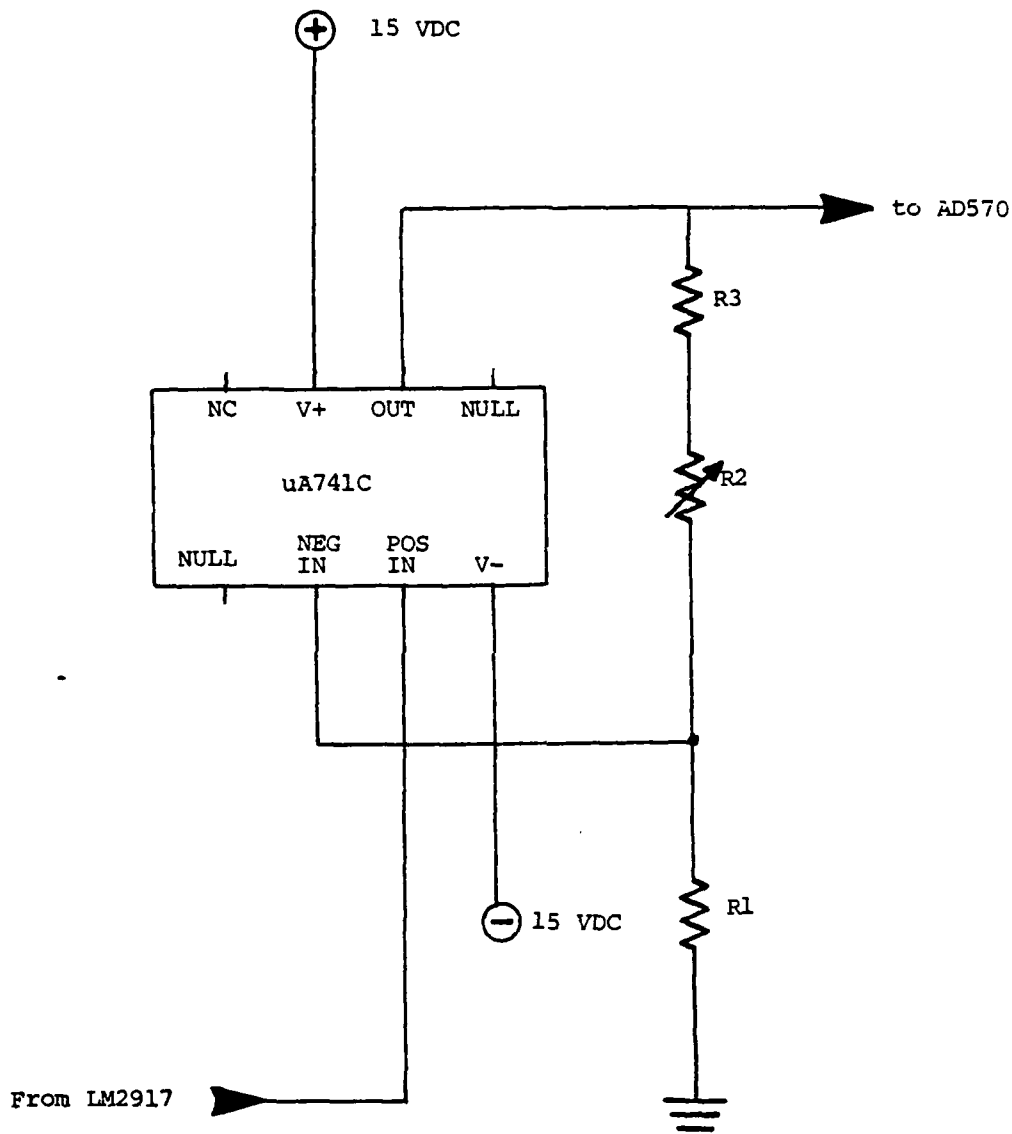 15 VDC
to AD570
R3
NC V+ OUT NULL
R2
uA741C
NEG POS
NULL IN IN V-
R1
15 VDC
From LM2917